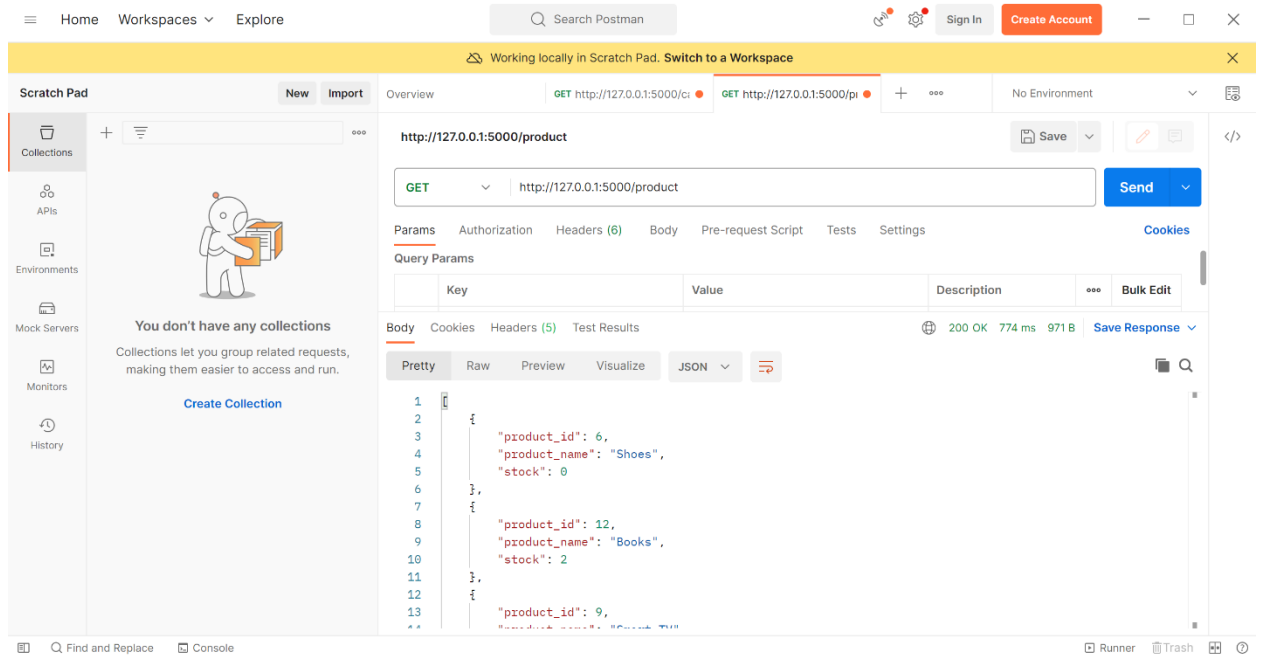 Home Workspaces Explore Search Postman Sign In Create Account
Working locally in Scratch Pad. Switch to a Workspace
Scratch Pad New Import Overview GET http://127.0.0.1:5000/ca GET http://127.0.0.1:5000/pr No Environment
Collections
APIs
Environments
Mock Servers
Monitors
History
You don't have any collections
Collections let you group related requests,
making them easier to access and run.
Create Collection
http://127.0.0.1:5000/product Save
GET http://127.0.0.1:5000/product Send
Params Authorization Headers (6) Body Pre-request Script Tests Settings Cookies
Query Params
Key Value Description Bulk Edit
Body Cookies Headers (5) Test Results 200 OK 774 ms 971 B Save Response
Pretty Raw Preview Visualize JSON
1 [
2 {
3 "product_id": 6,
4 "product_name": "Shoes",
5 "stock": 0
6 },
7 {
8 "product_id": 12,
9 "product_name": "Books",
10 "stock": 2
11 },
12 {
13 "product_id": 9,
14 "product_name": "Smart TV"
Find and Replace Console Runner Trash